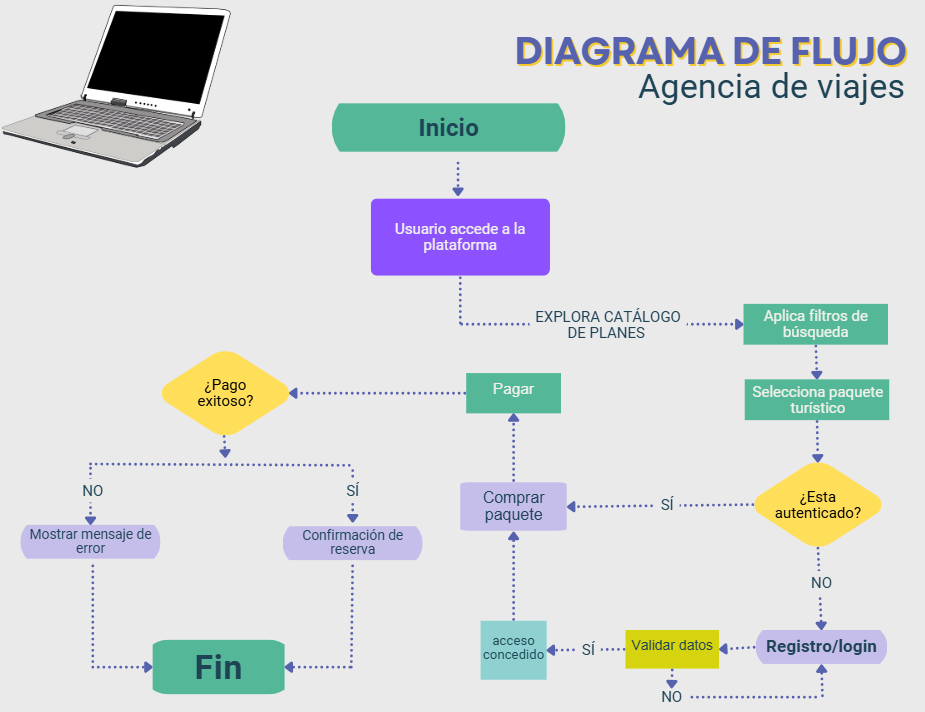 DIAGRAMA DE FLUJO
Agencia de viajes
Inicio
Usuario accede a la
plataforma
EXPLORA CATÁLOGO
DE PLANES
Aplica filtros de
búsqueda
Selecciona paquete
turístico
¿Esta
autenticado?
SÍ
NO
Registro/login
Validar datos
NO
SÍ
acceso
concedido
Comprar
paquete
Pagar
¿Pago
exitoso?
NO
SÍ
Mostrar mensaje de
error
Confirmación de
reserva
Fin